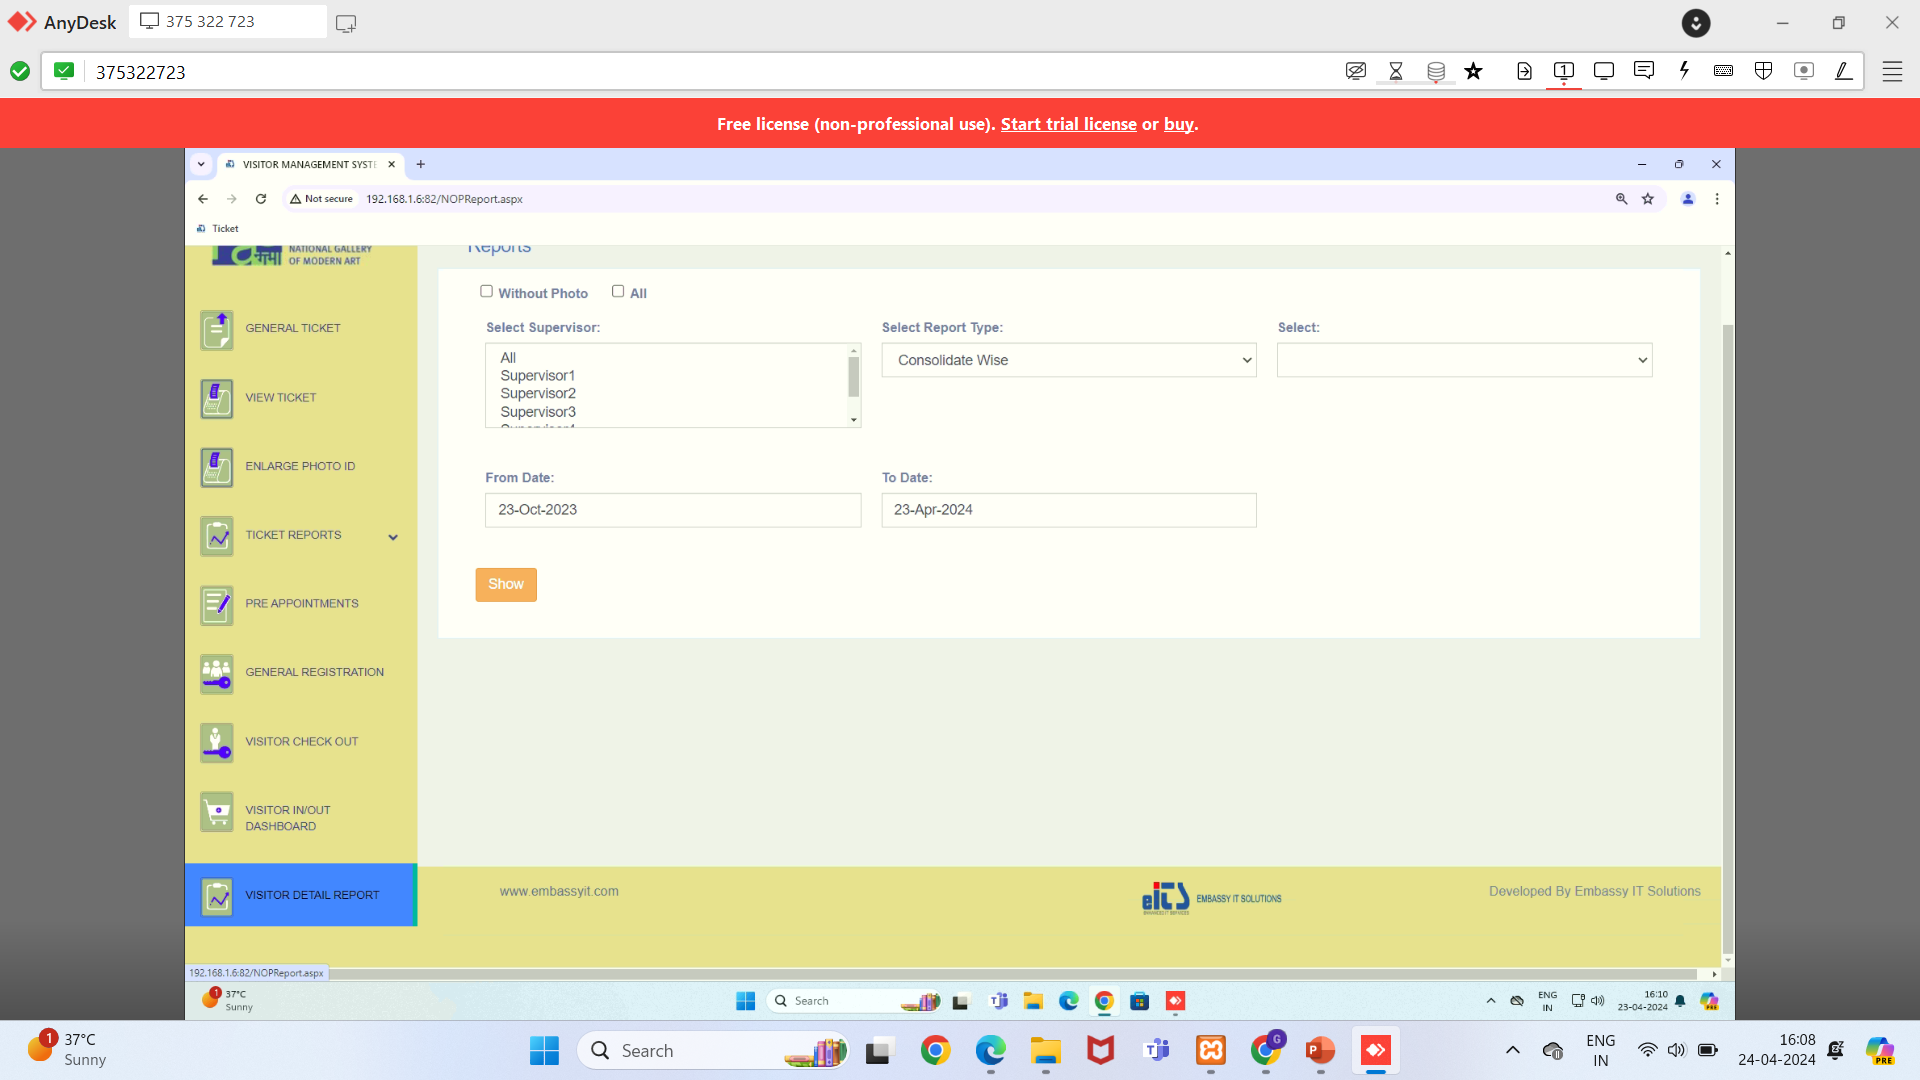 AnyDesk
375 322 723
375322723
Free license (non-professional use). Start trial license or buy.
VISITOR MANAGEMENT SYSTE
Not secure
192.168.1.6:82/NOPReport.aspx
Ticket
NATIONAL GALLERY
OF MODERN ART
GENERAL TICKET
VIEW TICKET
ENLARGE PHOTO ID
TICKET REPORTS
PRE APPOINTMENTS
GENERAL REGISTRATION
VISITOR CHECK OUT
VISITOR IN/OUT
DASHBOARD
VISITOR DETAIL REPORT
Reports
Without Photo
All
Select Supervisor:
Select Report Type:
Select:
All
Supervisor1
Supervisor2
Supervisor3
Consolidate Wise
From Date:
To Date:
23-Oct-2023
23-Apr-2024
Show
www.embassyit.com
EMBASSY IT SOLUTIONS
Developed By Embassy IT Solutions
192.168.1.6:82/NOPReport.aspx
1
37°C
Sunny
Search
ENG
IN
16:10
23-04-2024
1
37°C
Sunny
Search
ENG
IN
16:08
24-04-2024
PRE